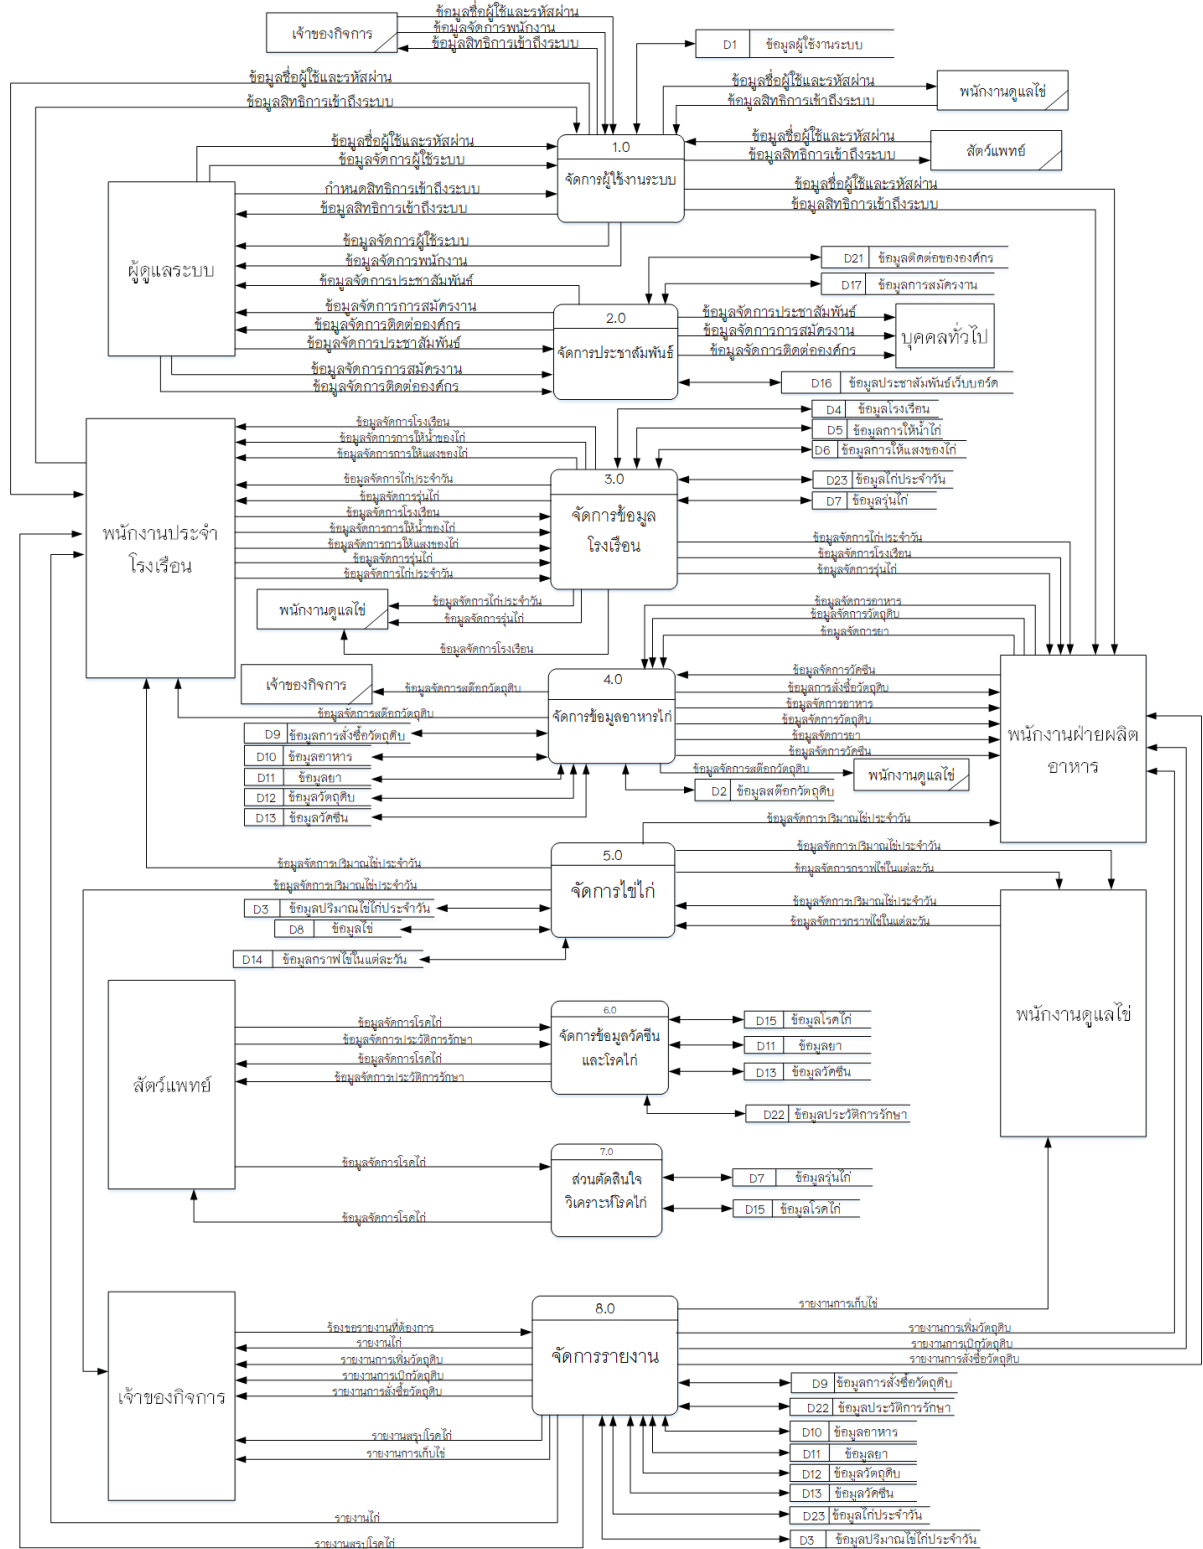 เจ้าของกิจการ
ข้อมูลชื่อผู้ใช้และรหัสผ่าน
ข้อมูลจัดการพนักงาน
ข้อมูลสิทธิการเข้าถึงระบบ
D1 ข้อมูลผู้ใช้งานระบบ
ข้อมูลชื่อผู้ใช้และรหัสผ่าน
ข้อมูลสิทธิการเข้าถึงระบบ
ข้อมูลชื่อผู้ใช้และรหัสผ่าน
ข้อมูลสิทธิการเข้าถึงระบบ
พนักงานดูแลไข่
ข้อมูลชื่อผู้ใช้และรหัสผ่าน
ข้อมูลจัดการผู้ใช้ระบบ
กำหนดสิทธิการเข้าถึงระบบ
ข้อมูลสิทธิการเข้าถึงระบบ
1.0
จัดการผู้ใช้งานระบบ
ข้อมูลชื่อผู้ใช้และรหัสผ่าน
ข้อมูลสิทธิการเข้าถึงระบบ
สัตว์แพทย์
ข้อมูลชื่อผู้ใช้และรหัสผ่าน
ข้อมูลสิทธิการเข้าถึงระบบ
ผู้ดูแลระบบ
ข้อมูลจัดการผู้ใช้ระบบ
ข้อมูลจัดการพนักงาน
ข้อมูลจัดการประชาสัมพันธ์
ข้อมูลจัดการการสมัครงาน
ข้อมูลจัดการติดต่อองค์กร
ข้อมูลจัดการประชาสัมพันธ์
ข้อมูลจัดการการสมัครงาน
ข้อมูลจัดการติดต่อองค์กร
D21 ข้อมูลติดต่อขององค์กร
D17 ข้อมูลการสมัครงาน
2.0
จัดการประชาสัมพันธ์
ข้อมูลจัดการประชาสัมพันธ์
ข้อมูลจัดการการสมัครงาน
ข้อมูลจัดการติดต่อองค์กร
บุคคลทั่วไป
D16 ข้อมูลประชาสัมพันธ์เว็บบอร์ด
พนักงานประจำ
โรงเรือน
ข้อมูลจัดการโรงเรือน
ข้อมูลจัดการการให้น้ำของไก่
ข้อมูลจัดการการให้แสงของไก่
ข้อมูลจัดการไก่ประจำวัน
ข้อมูลจัดการรุ่นไก่
ข้อมูลจัดการโรงเรือน
ข้อมูลจัดการการให้น้ำของไก่
ข้อมูลจัดการการให้แสงของไก่
ข้อมูลจัดการรุ่นไก่
ข้อมูลจัดการไก่ประจำวัน
3.0
จัดการข้อมูล
โรงเรือน
D4 ข้อมูลโรงเรือน
D5 ข้อมูลการให้น้ำไก่
D6 ข้อมูลการให้แสงของไก่
D23 ข้อมูลไก่ประจำวัน
D7 ข้อมูลรุ่นไก่
ข้อมูลจัดการไก่ประจำวัน
ข้อมูลจัดการโรงเรือน
ข้อมูลจัดการรุ่นไก่
พนักงานดูแลไข่
ข้อมูลจัดการไก่ประจำวัน
ข้อมูลจัดการรุ่นไก่
ข้อมูลจัดการโรงเรือน
ข้อมูลจัดการอาหาร
ข้อมูลจัดการวัตถุดิบ
ข้อมูลจัดการยา
ข้อมูลจัดการวัคซีน
เจ้าของกิจการ
ข้อมูลจัดการสต๊อกวัตถุดิบ
ข้อมูลจัดการสต๊อกวัตถุดิบ
4.0
จัดการข้อมูลอาหารไก่
ข้อมูลการสั่งซื้อวัตถุดิบ
ข้อมูลจัดการอาหาร
ข้อมูลจัดการวัตถุดิบ
ข้อมูลจัดการยา
ข้อมูลจัดการวัคซีน
ข้อมูลจัดการสต๊อกวัตถุดิบ
พนักงานดูแลไข่
พนักงานฝ่ายผลิต
อาหาร
D9 ข้อมูลการสั่งซื้อวัตถุดิบ
D10 ข้อมูลอาหาร
D11 ข้อมูลยา
D12 ข้อมูลวัตถุดิบ
D13 ข้อมูลวัคซีน
D2 ข้อมูลสต๊อกวัตถุดิบ
ข้อมูลจัดการปริมาณไข่ประจำวัน
ข้อมูลจัดการปริมาณไข่ประจำวัน
ข้อมูลจัดการกราฟไข่ในแต่ละวัน
ข้อมูลจัดการปริมาณไข่ประจำวัน
ข้อมูลจัดการกราฟไข่ในแต่ละวัน
5.0
จัดการไข่ไก่
ข้อมูลจัดการปริมาณไข่ประจำวัน
ข้อมูลจัดการปริมาณไข่ประจำวัน
D3 ข้อมูลปริมาณไข่ไก่ประจำวัน
D8 ข้อมูลไข่
D14 ข้อมูลกราฟไข่ในแต่ละวัน
พนักงานดูแลไข่
สัตว์แพทย์
ข้อมูลจัดการโรคไก่
ข้อมูลจัดการประวัติการรักษา
ข้อมูลจัดการโรคไก่
ข้อมูลจัดการประวัติการรักษา
6.0
จัดการข้อมูลวัคซีน
และโรคไก่
D15 ข้อมูลโรคไก่
D11 ข้อมูลยา
D13 ข้อมูลวัคซีน
D22 ข้อมูลประวัติการรักษา
ข้อมูลจัดการโรคไก่
ข้อมูลจัดการโรคไก่
7.0
ส่วนตัดสินใจ
วิเคราะห์โรคไก่
D7 ข้อมูลรุ่นไก่
D15 ข้อมูลโรคไก่
เจ้าของกิจการ
ร้องขอรายงานที่ต้องการ
รายงานไก่
รายงานการเพิ่มวัตถุดิบ
รายงานการเบิกวัตถุดิบ
รายงานการสั่งซื้อวัตถุดิบ
รายงานสรุปโรคไก่
รายงานการเก็บไข่
8.0
จัดการรายงาน
รายงานการเก็บไข่
รายงานการเพิ่มวัตถุดิบ
รายงานการเบิกวัตถุดิบ
รายงานการสั่งซื้อวัตถุดิบ
D9 ข้อมูลการสั่งซื้อวัตถุดิบ
D22 ข้อมูลประวัติการรักษา
D10 ข้อมูลอาหาร
D11 ข้อมูลยา
D12 ข้อมูลวัตถุดิบ
D13 ข้อมูลวัคซีน
D23 ข้อมูลไก่ประจำวัน
D3 ข้อมูลปริมาณไข่ไก่ประจำวัน
รายงานไก่
รายงานสรุปโรคไก่